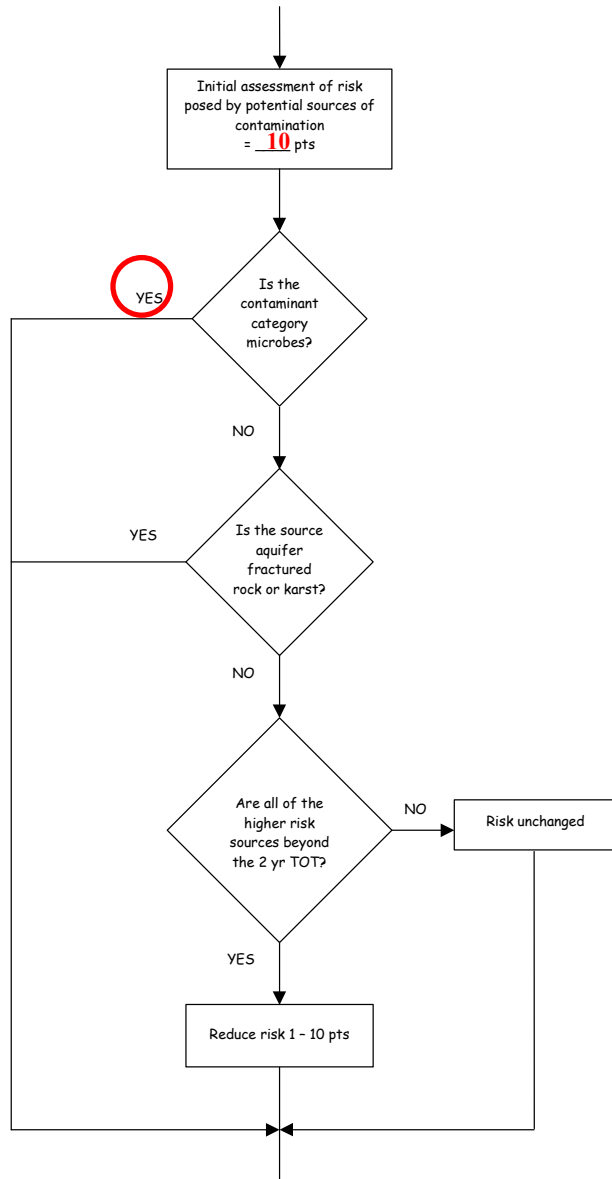 Initial assessment of risk
posed by potential sources of
contamination
= 10 pts
Is the
contaminant
category
microbes?
YES
NO
Is the source
aquifer
fractured
rock or karst?
YES
NO
Are all of the
higher risk
sources beyond
the 2 yr TOT?
NO
Risk unchanged
YES
Reduce risk 1 – 10 pts